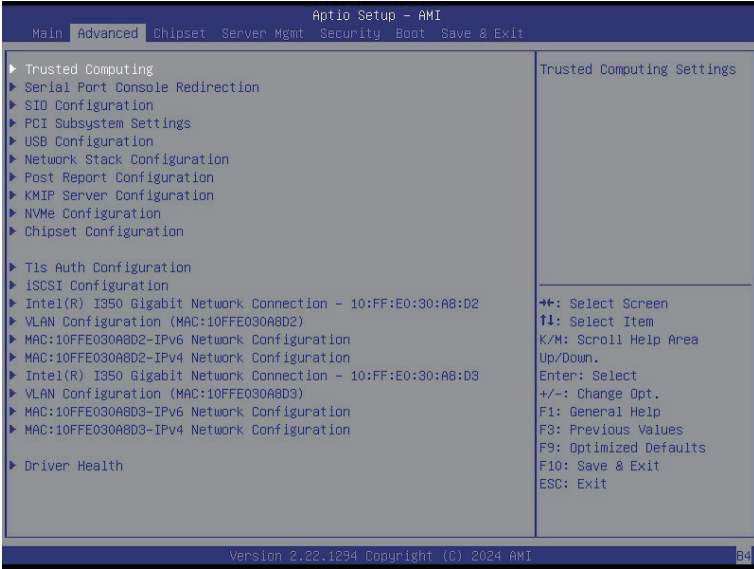 Aptio Setup – AMI
Main Advanced Chipset Server Mgmt Security Boot Save & Exit
▶ Trusted Computing
▶ Serial Port Console Redirection
▶ SIO Configuration
▶ PCI Subsystem Settings
▶ USB Configuration
▶ Network Stack Configuration
▶ Post Report Configuration
▶ KMIP Server Configuration
▶ NVMe Configuration
▶ Chipset Configuration
▶ Tls Auth Configuration
▶ iSCSI Configuration
▶ Intel(R) I350 Gigabit Network Connection – 10:FF:E0:30:A8:D2
▶ VLAN Configuration (MAC:10FFE030A8D2)
▶ MAC:10FFE030A8D2-IPv6 Network Configuration
▶ MAC:10FFE030A8D2-IPv4 Network Configuration
▶ Intel(R) I350 Gigabit Network Connection – 10:FF:E0:30:A8:D3
▶ VLAN Configuration (MAC:10FFE030A8D3)
▶ MAC:10FFE030A8D3-IPv6 Network Configuration
▶ MAC:10FFE030A8D3-IPv4 Network Configuration
▶ Driver Health
Trusted Computing Settings
→←: Select Screen
↑↓: Select Item
K/M: Scroll Help Area
Up/Down.
Enter: Select
+/-: Change Opt.
F1: General Help
F3: Previous Values
F9: Optimized Defaults
F10: Save & Exit
ESC: Exit
Version 2.22.1294 Copyright (C) 2024 AMI
B4